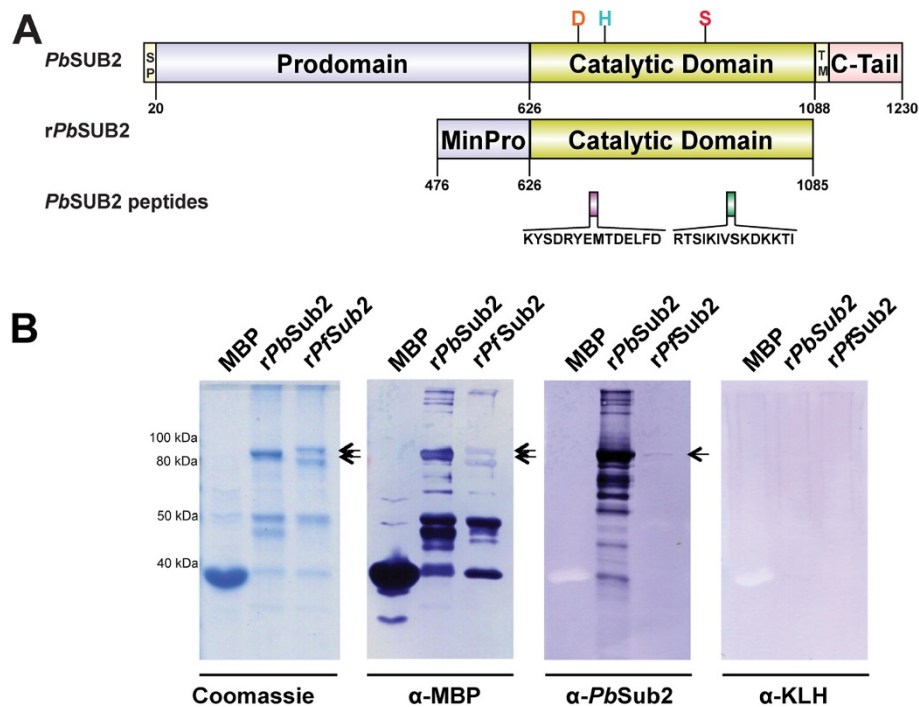 A
D H S
PbSUB2
SP
Prodomain
Catalytic Domain
TM
C-Tail
20 626 1088 1230
rPbSUB2
MinPro
Catalytic Domain
476 626 1085
PbSUB2 peptides
KYSDRYEMTDELFD RTSIKIVSKDKKTI
B
MBP rPbSub2 rPfSub2
MBP rPbSub2 rPfSub2
MBP rPbSub2 rPfSub2
MBP rPbSub2 rPfSub2
100 kDa
80 kDa
50 kDa
40 kDa
Coomassie α-MBP α-PbSub2 α-KLH